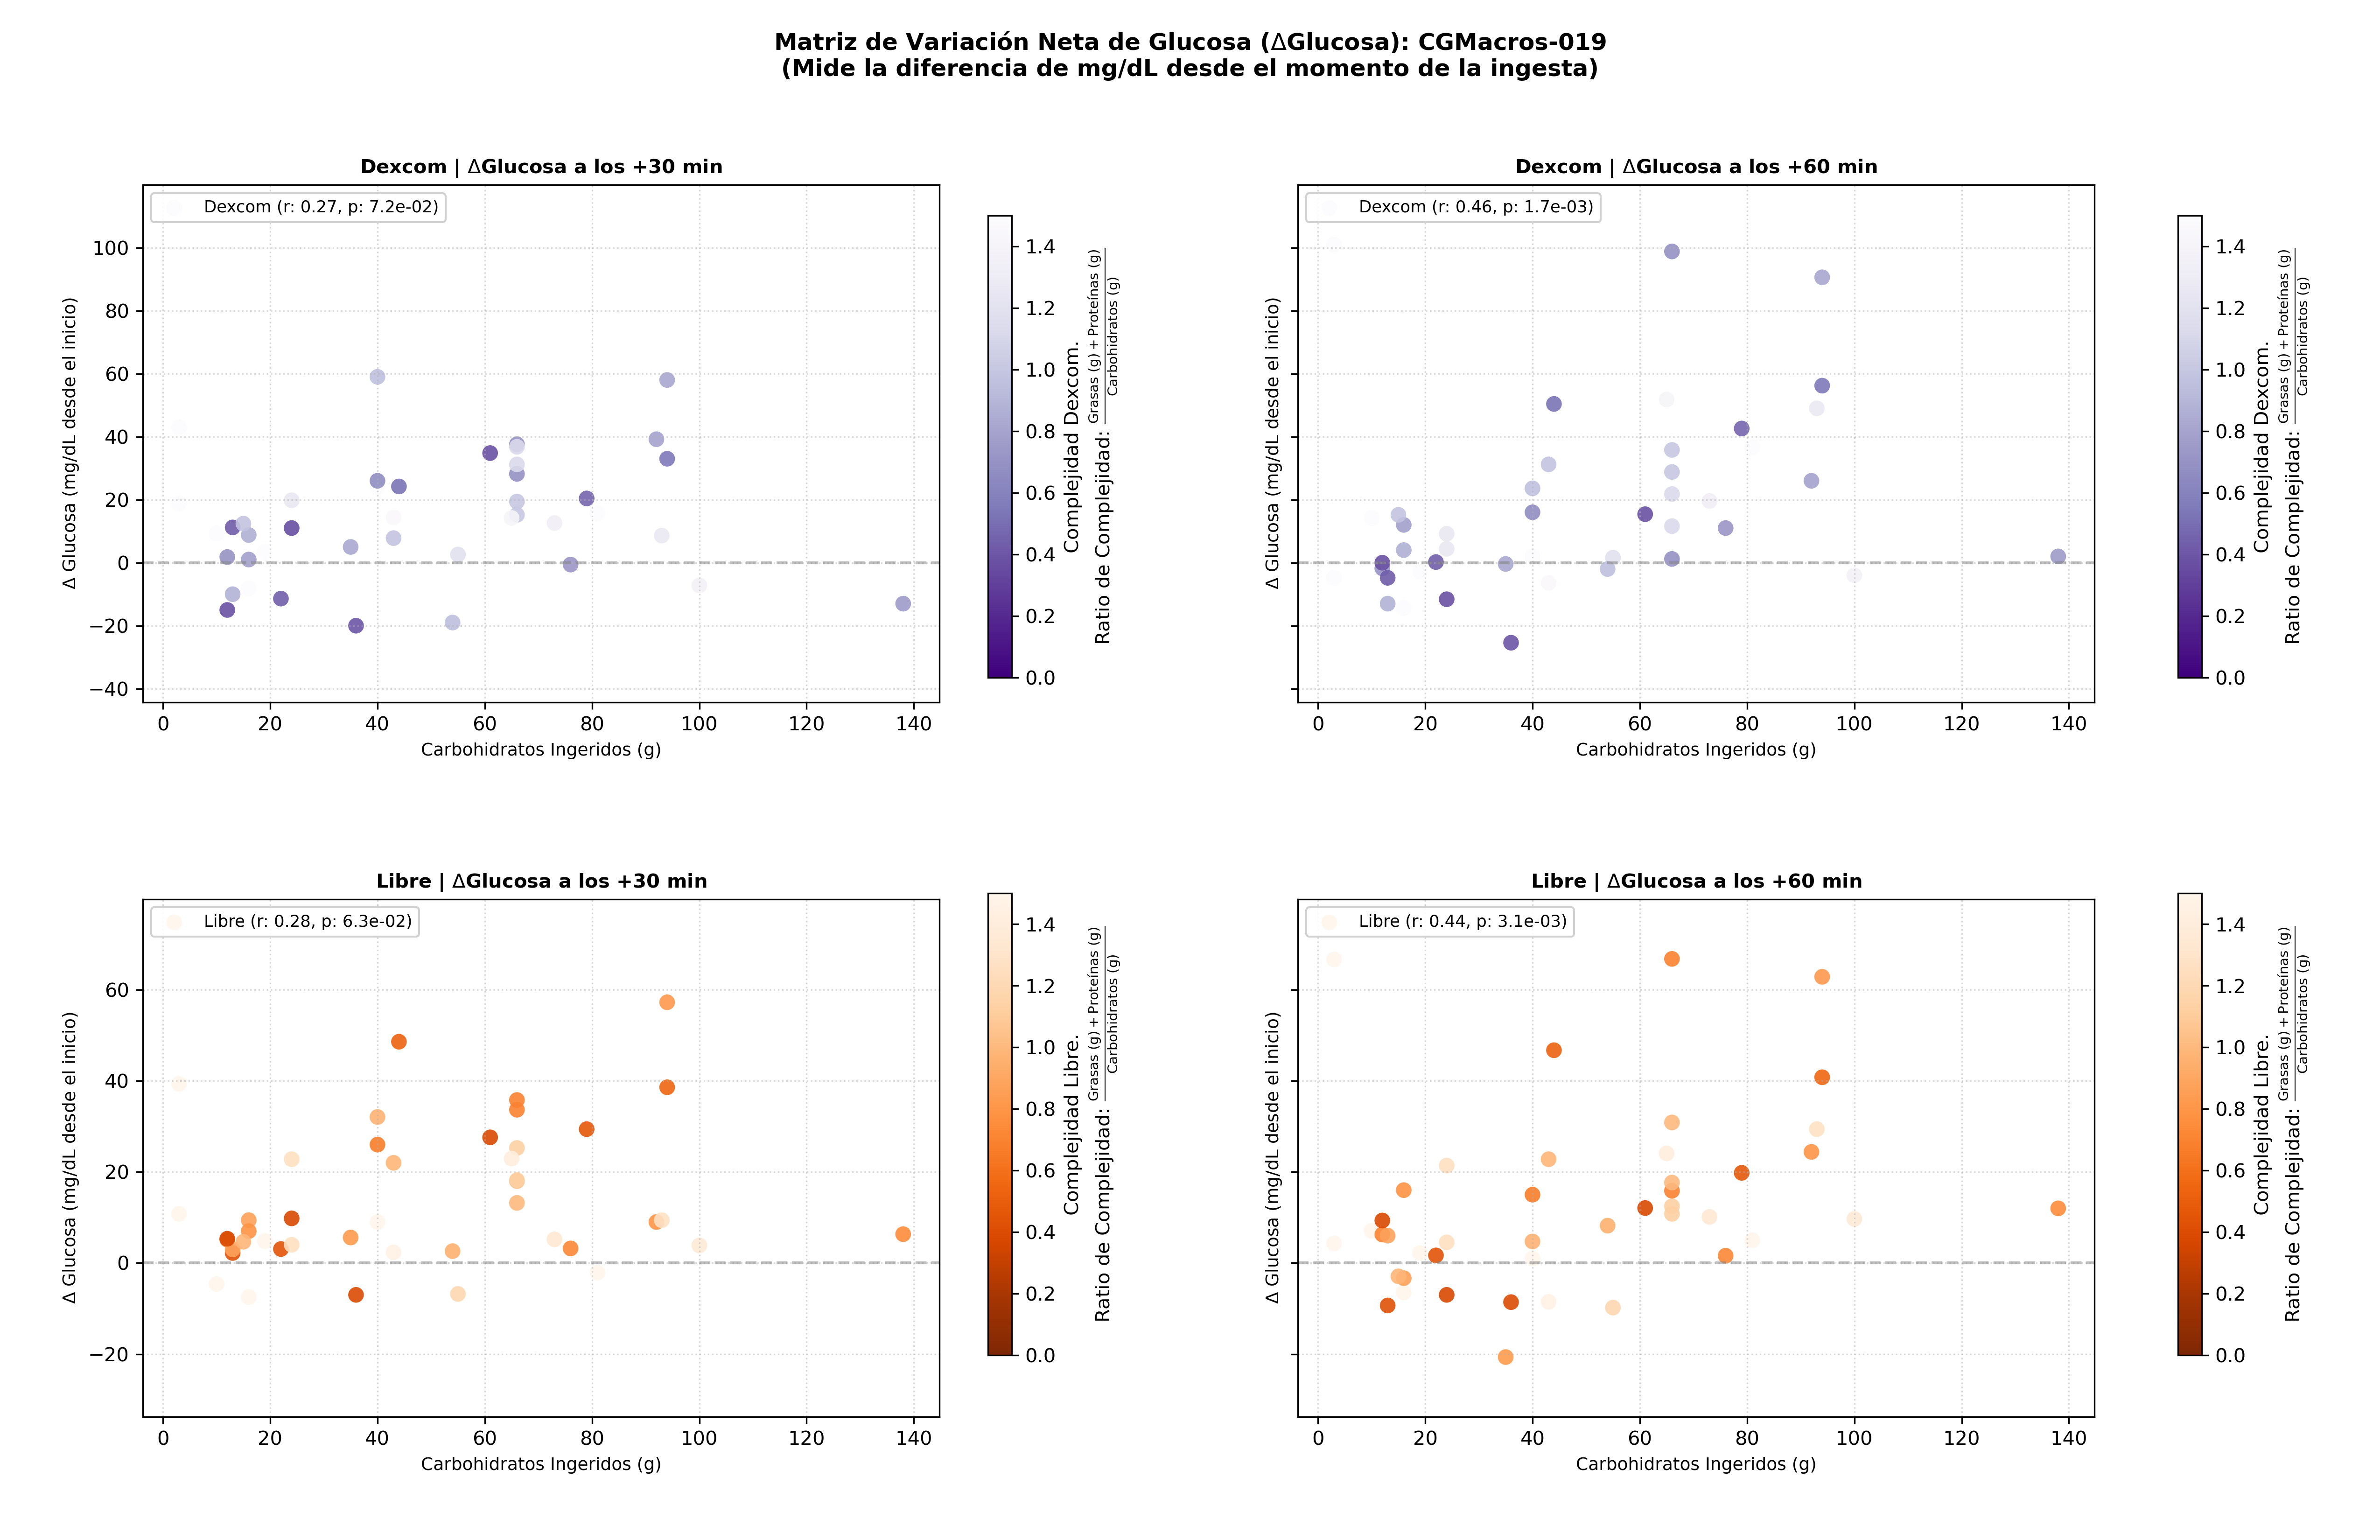 Matriz de Variación Neta de Glucosa (ΔGlucosa): CGMacros-019
(Mide la diferencia de mg/dL desde el momento de la ingesta)
Dexcom | ΔGlucosa a los +30 min
Dexcom (r: 0.27, p: 7.2e-02)
Δ Glucosa (mg/dL desde el inicio)
100
80
60
40
20
0
−20
−40
0 20 40 60 80 100 120 140
Carbohidratos Ingeridos (g)
1.4
1.2
1.0
0.8
0.6
0.4
0.2
0.0
Complejidad Dexcom.
Ratio de Complejidad: Grasas (g) + Proteínas (g)
Carbohidratos (g)
Dexcom | ΔGlucosa a los +60 min
Dexcom (r: 0.46, p: 1.7e-03)
Δ Glucosa (mg/dL desde el inicio)
0 20 40 60 80 100 120 140
Carbohidratos Ingeridos (g)
1.4
1.2
1.0
0.8
0.6
0.4
0.2
0.0
Complejidad Dexcom.
Ratio de Complejidad: Grasas (g) + Proteínas (g)
Carbohidratos (g)
Libre | ΔGlucosa a los +30 min
Libre (r: 0.28, p: 6.3e-02)
Δ Glucosa (mg/dL desde el inicio)
60
40
20
0
−20
0 20 40 60 80 100 120 140
Carbohidratos Ingeridos (g)
1.4
1.2
1.0
0.8
0.6
0.4
0.2
0.0
Complejidad Libre.
Ratio de Complejidad: Grasas (g) + Proteínas (g)
Carbohidratos (g)
Libre | ΔGlucosa a los +60 min
Libre (r: 0.44, p: 3.1e-03)
Δ Glucosa (mg/dL desde el inicio)
0 20 40 60 80 100 120 140
Carbohidratos Ingeridos (g)
1.4
1.2
1.0
0.8
0.6
0.4
0.2
0.0
Complejidad Libre.
Ratio de Complejidad: Grasas (g) + Proteínas (g)
Carbohidratos (g)